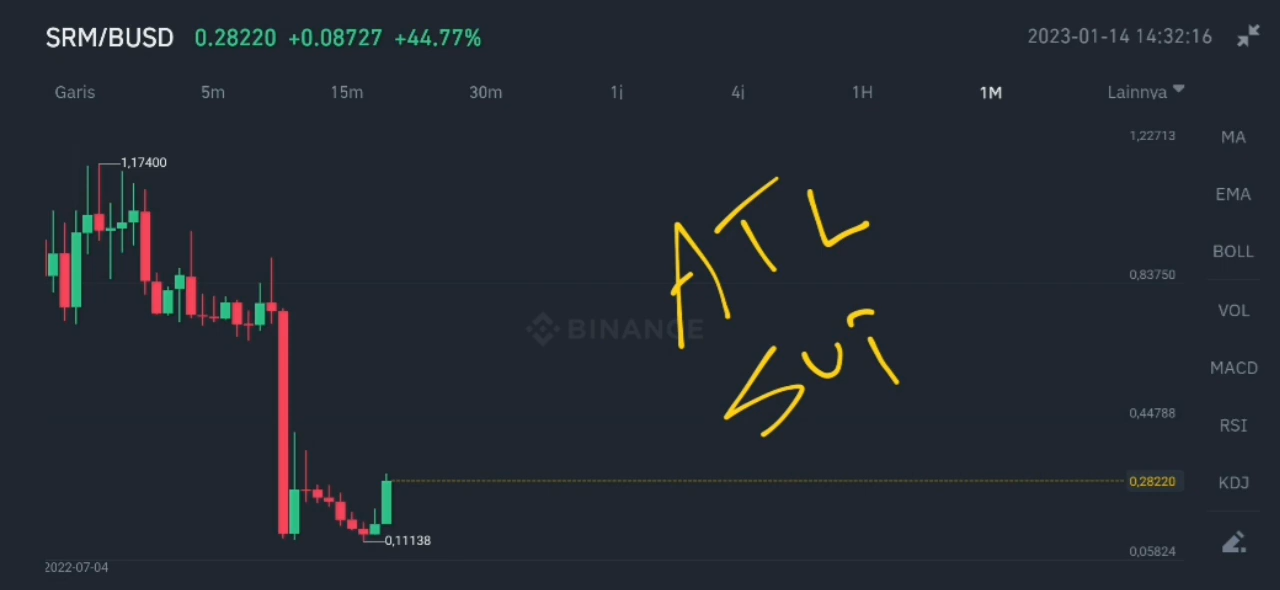 SRM/BUSD 0.28220 +0.08727 +44.77% 2023-01-14 14:32:16
Garis 5m 15m 30m 1j 4j 1H 1M Lainnya
1,22713
MA
1,17400
EMA
ATL
BOLL
0,83750
VOL
BINANCE
SUI
MACD
0,44788
RSI
0,28220
KDJ
0,11138
0,05824
2022-07-04